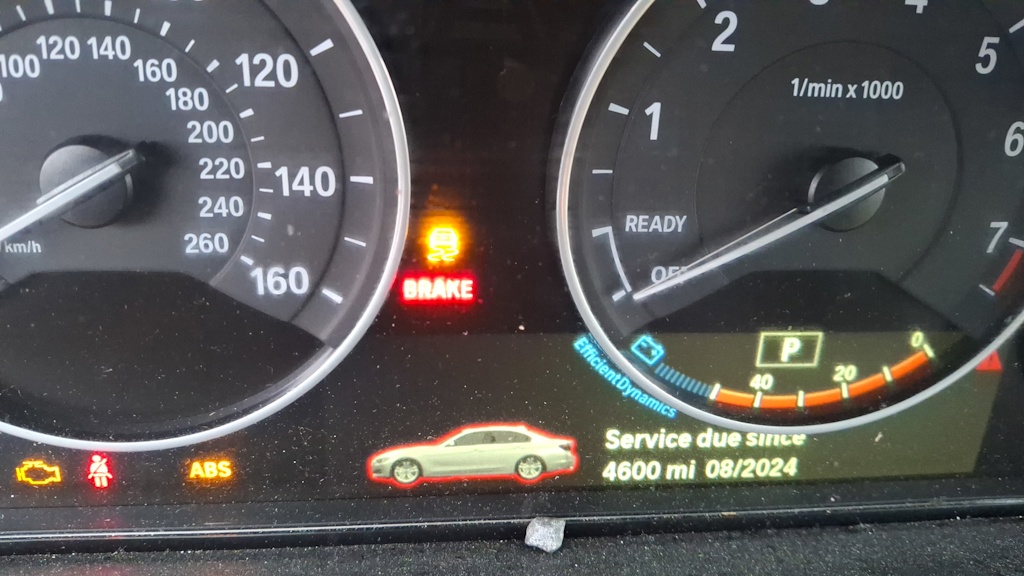 100
120
140
160
180
200
220
240
260
km/h
120
140
160
BRAKE
ABS
1
2
5
6
7
1/min x 1000
READY
EfficientDynamics
P
40
20
0
Service due since
4600 mi 08/2024